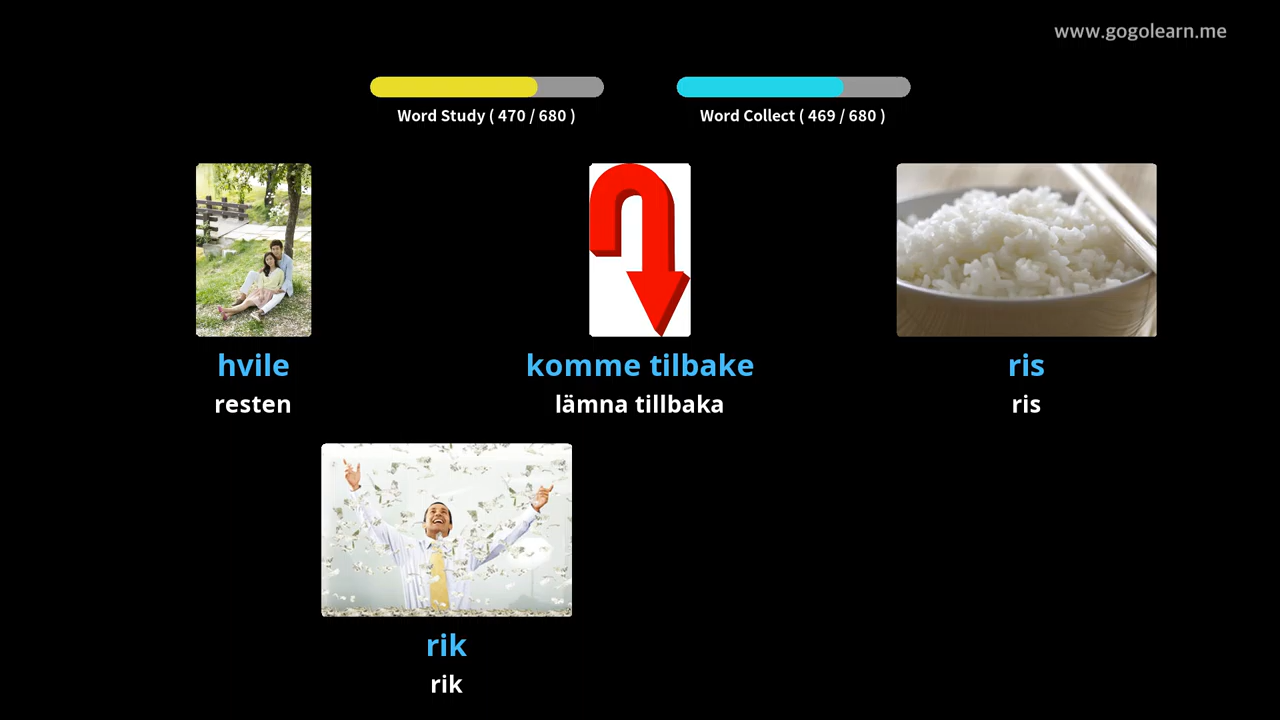 www.gogolearn.me
Word Study ( 470 / 680 )
Word Collect ( 469 / 680 )
hvile
resten
komme tilbake
lämna tillbaka
ris
ris
rik
rik